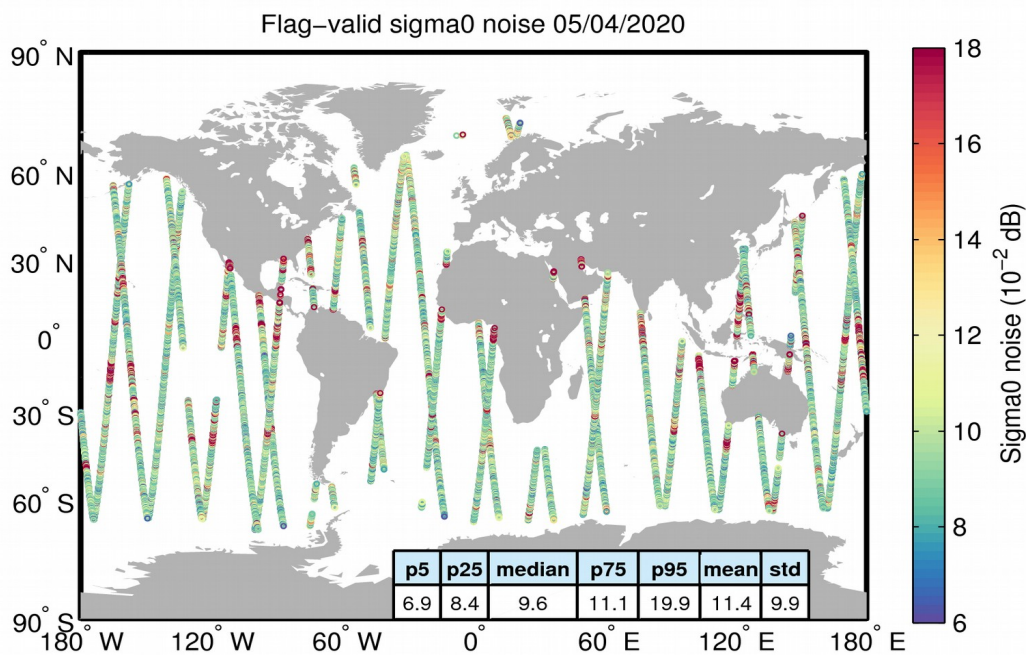 Flag−valid sigma0 noise 05/04/2020
90° N
60° N
30° N
0°
30° S
60° S
90° S
180° W
120° W
60° W
0°
60° E
120° E
180° E
p5 p25 median p75 p95 mean std
6.9 8.4 9.6 11.1 19.9 11.4 9.9
18
16
14
12
10
8
6
Sigma0 noise (10⁻² dB)